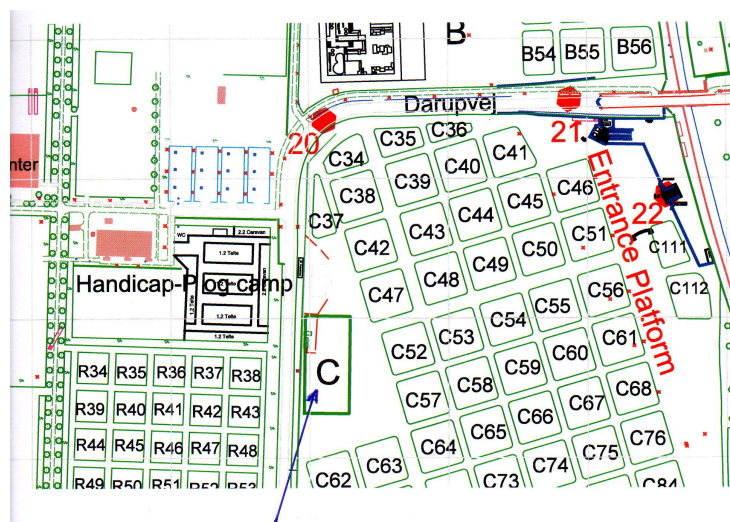 B
B54 B55 B56
Darupvej
20
21
22
Entrance Platform
nter
C34 C35 C36
C37 C38 C39 C40 C41
C42 C43 C44 C45 C46
C47 C48 C49 C50 C51
C52 C53 C54 C55 C56
C57 C58 C59 C60 C61
C62 C63 C64 C65 C66 C67 C68
C73 C74 C75 C76
C84
C111
C112
WC
2.2 Caravan
1.2 Telte
1.2 Telte
1.2 Telte
1.2 Telte
Handicap-
camp
C
R34 R35 R36 R37 R38
R39 R40 R41 R42 R43
R44 R45 R46 R47 R48
R49 R50 R51 R52 R53